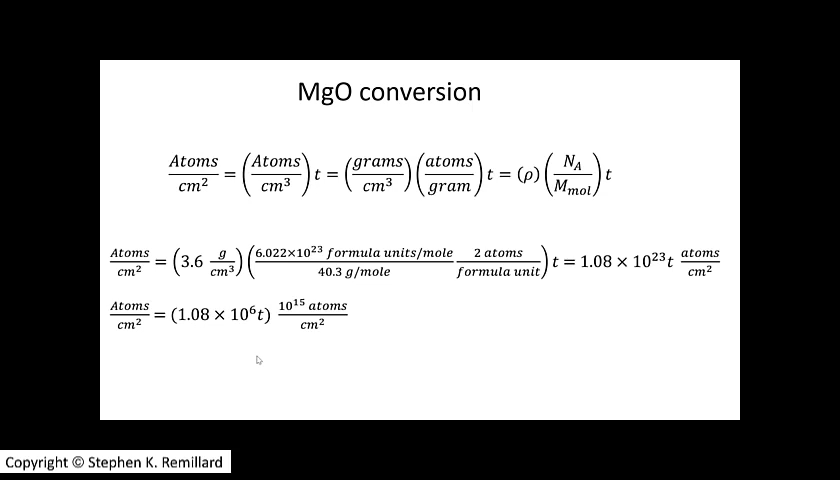 MgO conversion
Atoms/cm² = (Atoms/cm³) t = (grams/cm³) (atoms/gram) t = (ρ) (N_A/M_mol) t
Atoms/cm² = (3.6 g/cm³) (6.022×10²³ formula units/mole / 40.3 g/mole 2 atoms/formula unit) t = 1.08 × 10²³t atoms/cm²
Atoms/cm² = (1.08 × 10⁶t) 10¹⁵ atoms/cm²
Copyright © Stephen K. Remillard